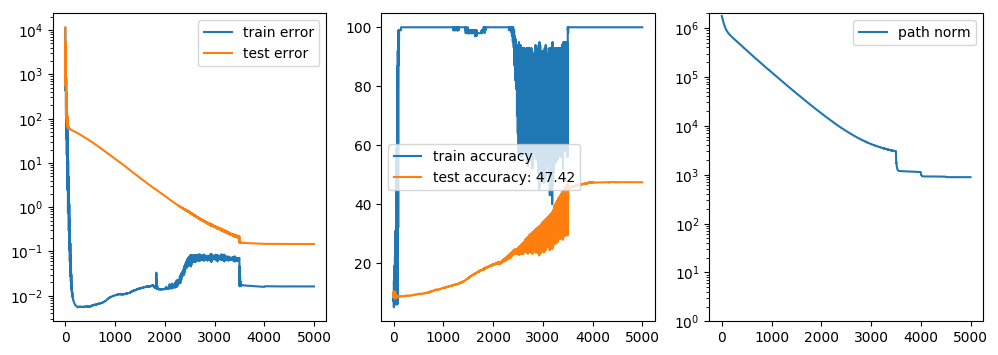 train error
test error
10⁴
10³
10²
10¹
10⁰
10⁻¹
10⁻²
0 1000 2000 3000 4000 5000
train accuracy
test accuracy: 47.42
100
80
60
40
20
0 1000 2000 3000 4000 5000
path norm
10⁶
10⁵
10⁴
10³
10²
10¹
10⁰
0 1000 2000 3000 4000 5000